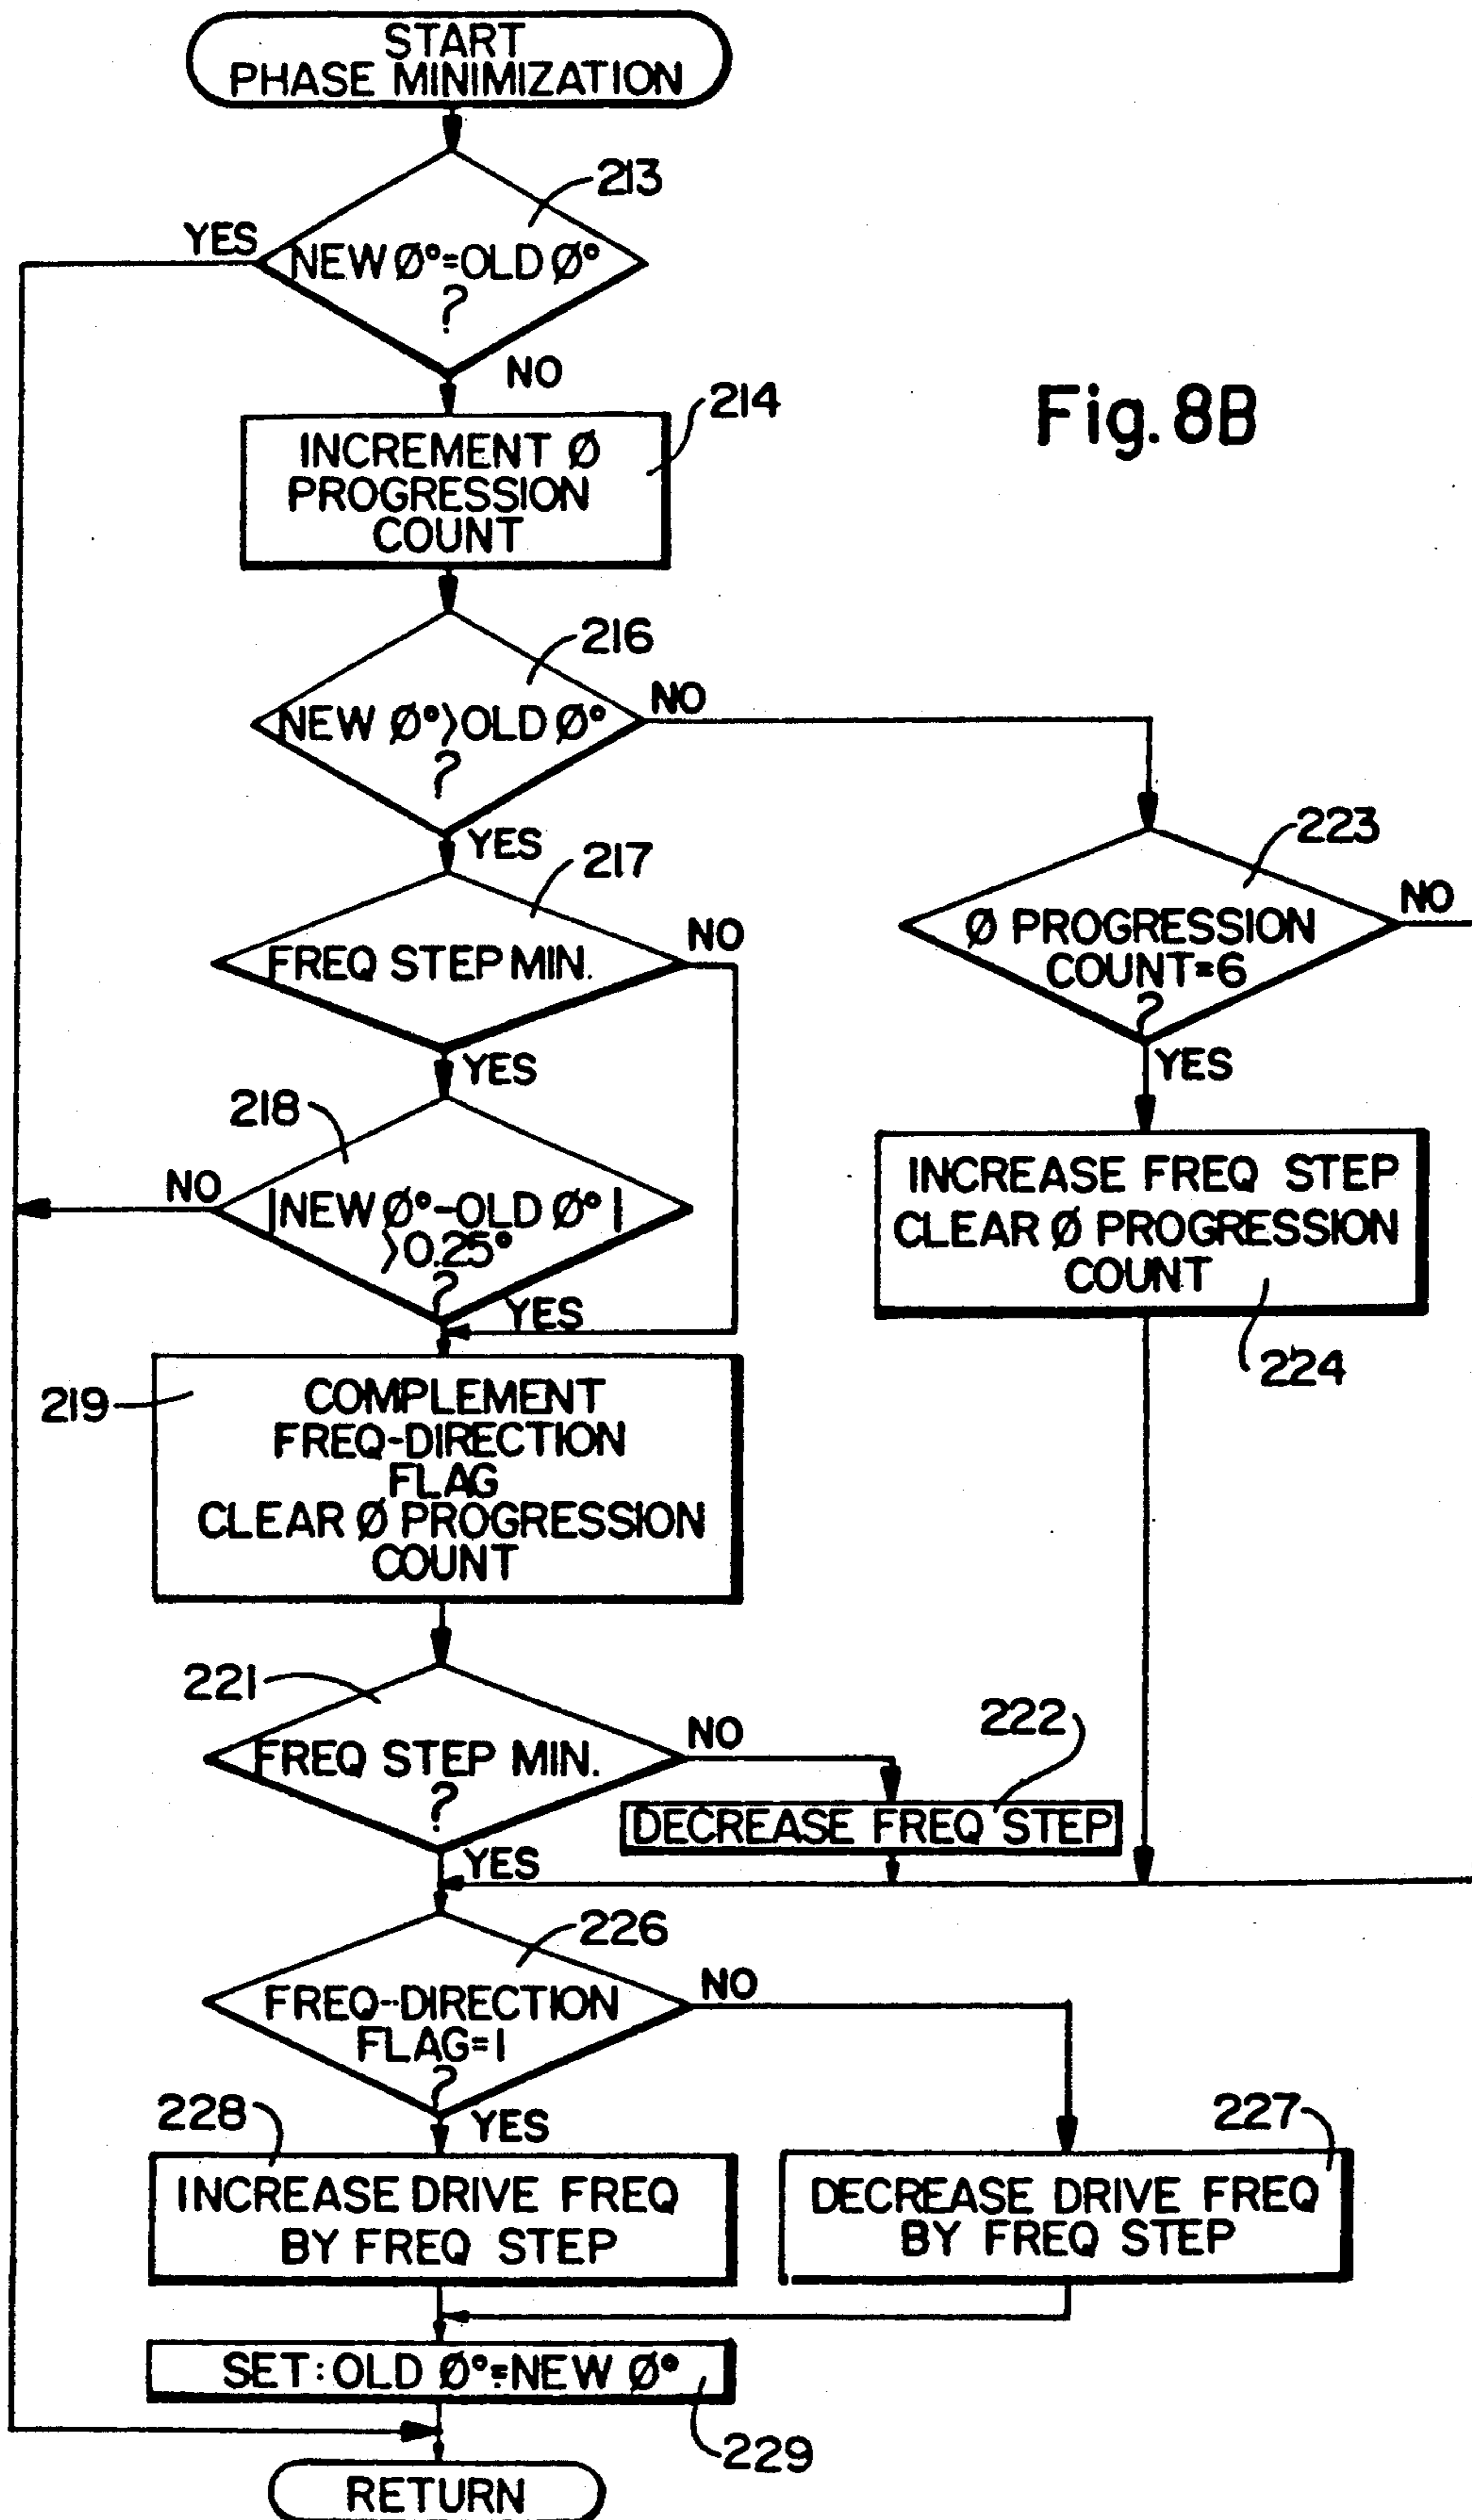 START
PHASE MINIMIZATION
213
YES
NEW Ø°=OLD Ø°
?
NO
214
Fig. 8B
INCREMENT Ø
PROGRESSION
COUNT
216
NO
NEW Ø°>OLD Ø°
?
YES
217
223
NO
FREQ STEP MIN.
NO
Ø PROGRESSION
COUNT=6
?
YES
YES
218
NO
|NEW Ø°-OLD Ø°|
>0.25°
?
YES
INCREASE FREQ STEP
CLEAR Ø PROGRESSION
COUNT
224
219
COMPLEMENT
FREQ-DIRECTION
FLAG
CLEAR Ø PROGRESSION
COUNT
221
FREQ STEP MIN.
?
NO
222
DECREASE FREQ STEP
YES
226
FREQ-DIRECTION
FLAG=1
?
NO
228
YES
227
INCREASE DRIVE FREQ
BY FREQ STEP
DECREASE DRIVE FREQ
BY FREQ STEP
SET: OLD Ø°=NEW Ø°
229
RETURN